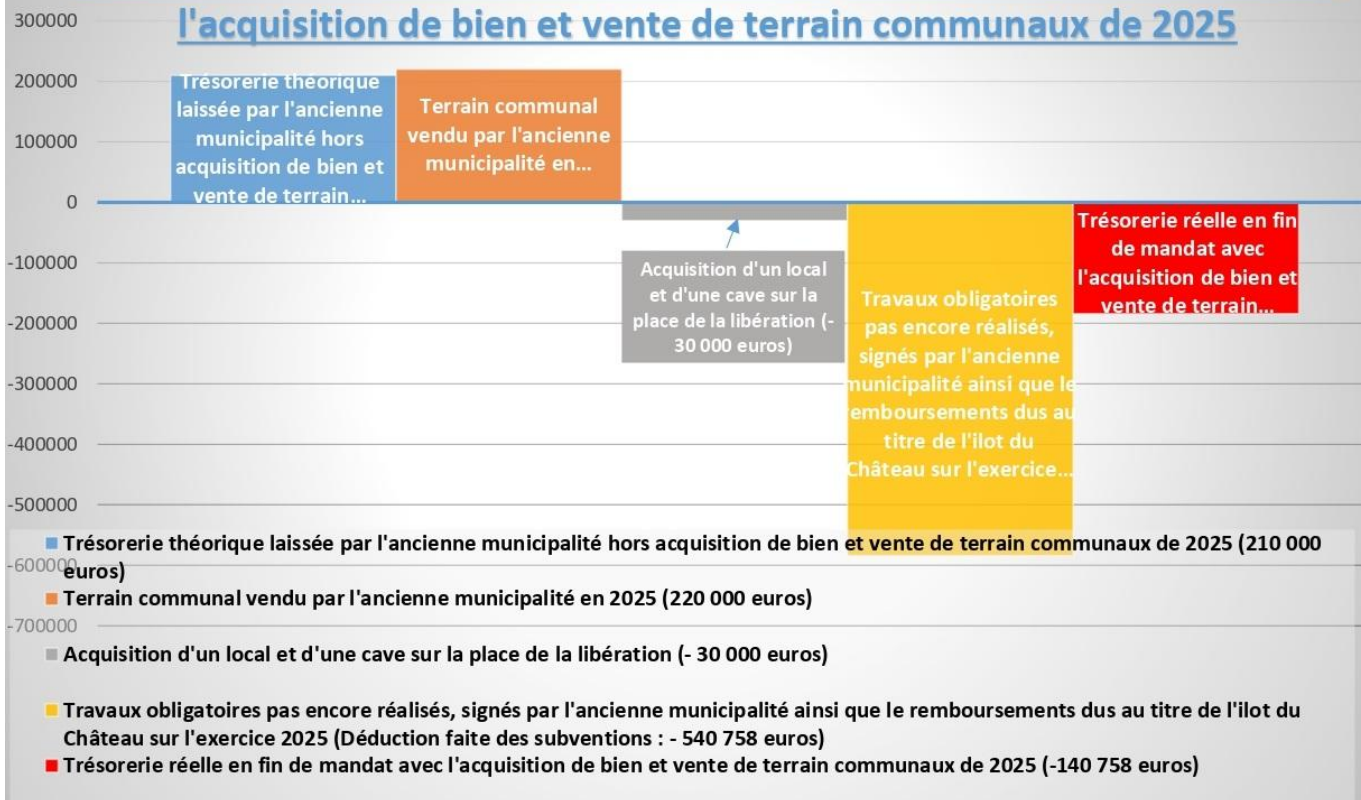 l'acquisition de bien et vente de terrain communaux de 2025
300000
200000
100000
0
-100000
-200000
-300000
-400000
-500000
-600000
-700000
Trésorerie théorique
laissée par l'ancienne
municipalité hors
acquisition de bien et
vente de terrain...
Terrain communal
vendu par l'ancienne
municipalité en...
Acquisition d'un local
et d'une cave sur la
place de la libération (-
30 000 euros)
Travaux obligatoires
pas encore réalisés,
signés par l'ancienne
municipalité ainsi que le
remboursements dus au
titre de l'ilot du
Château sur l'exercice...
Trésorerie réelle en fin
de mandat avec
l'acquisition de bien et
vente de terrain...
Trésorerie théorique laissée par l'ancienne municipalité hors acquisition de bien et vente de terrain communaux de 2025 (210 000
euros)
Terrain communal vendu par l'ancienne municipalité en 2025 (220 000 euros)
Acquisition d'un local et d'une cave sur la place de la libération (- 30 000 euros)
Travaux obligatoires pas encore réalisés, signés par l'ancienne municipalité ainsi que le remboursements dus au titre de l'ilot du
Château sur l'exercice 2025 (Déduction faite des subventions : - 540 758 euros)
Trésorerie réelle en fin de mandat avec l'acquisition de bien et vente de terrain communaux de 2025 (-140 758 euros)